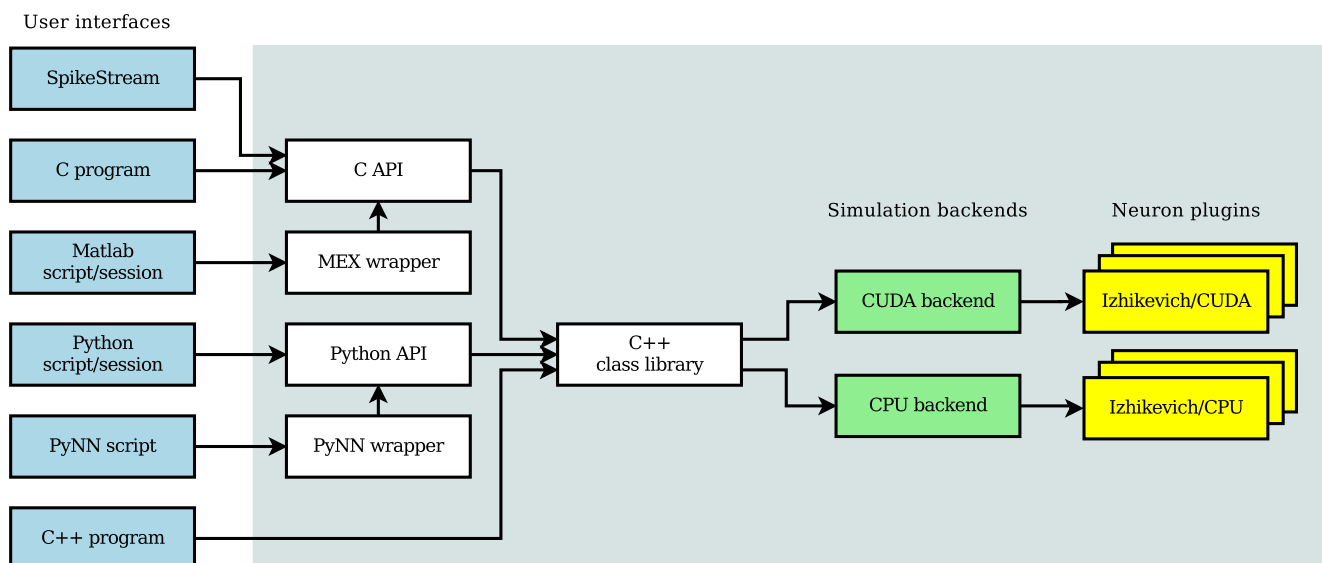 User interfaces
SpikeStream
C program
C API
Matlab
script/session
MEX wrapper
Simulation backends
Neuron plugins
CUDA backend
Izhikevich/CUDA
Python
script/session
Python API
C++
class library
CPU backend
Izhikevich/CPU
PyNN script
PyNN wrapper
C++ program